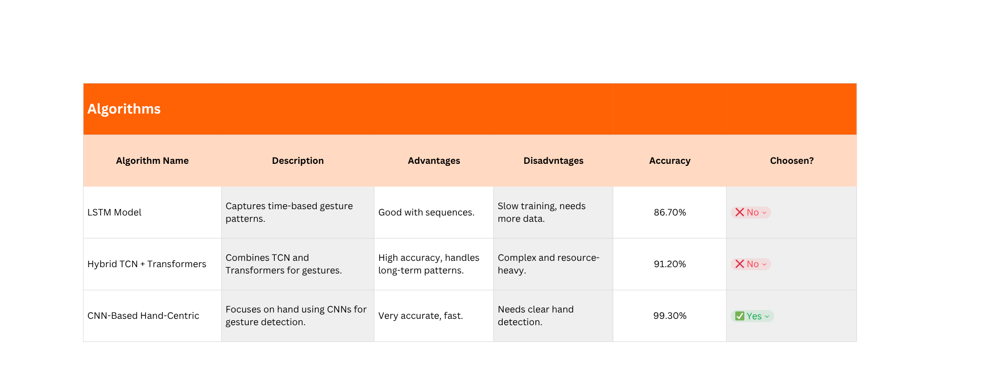 Algorithms
Algorithm Name Description Advantages Disadvntages Accuracy Choosen?
LSTM Model
Captures time-based gesture
patterns.
Good with sequences.
Slow training, needs
more data.
86.70%
❌ No
Hybrid TCN + Transformers
Combines TCN and
Transformers for gestures.
High accuracy, handles
long-term patterns.
Complex and resource-
heavy.
91.20%
❌ No
CNN-Based Hand-Centric
Focuses on hand using CNNs for
gesture detection.
Very accurate, fast.
Needs clear hand
detection.
99.30%
✅ Yes